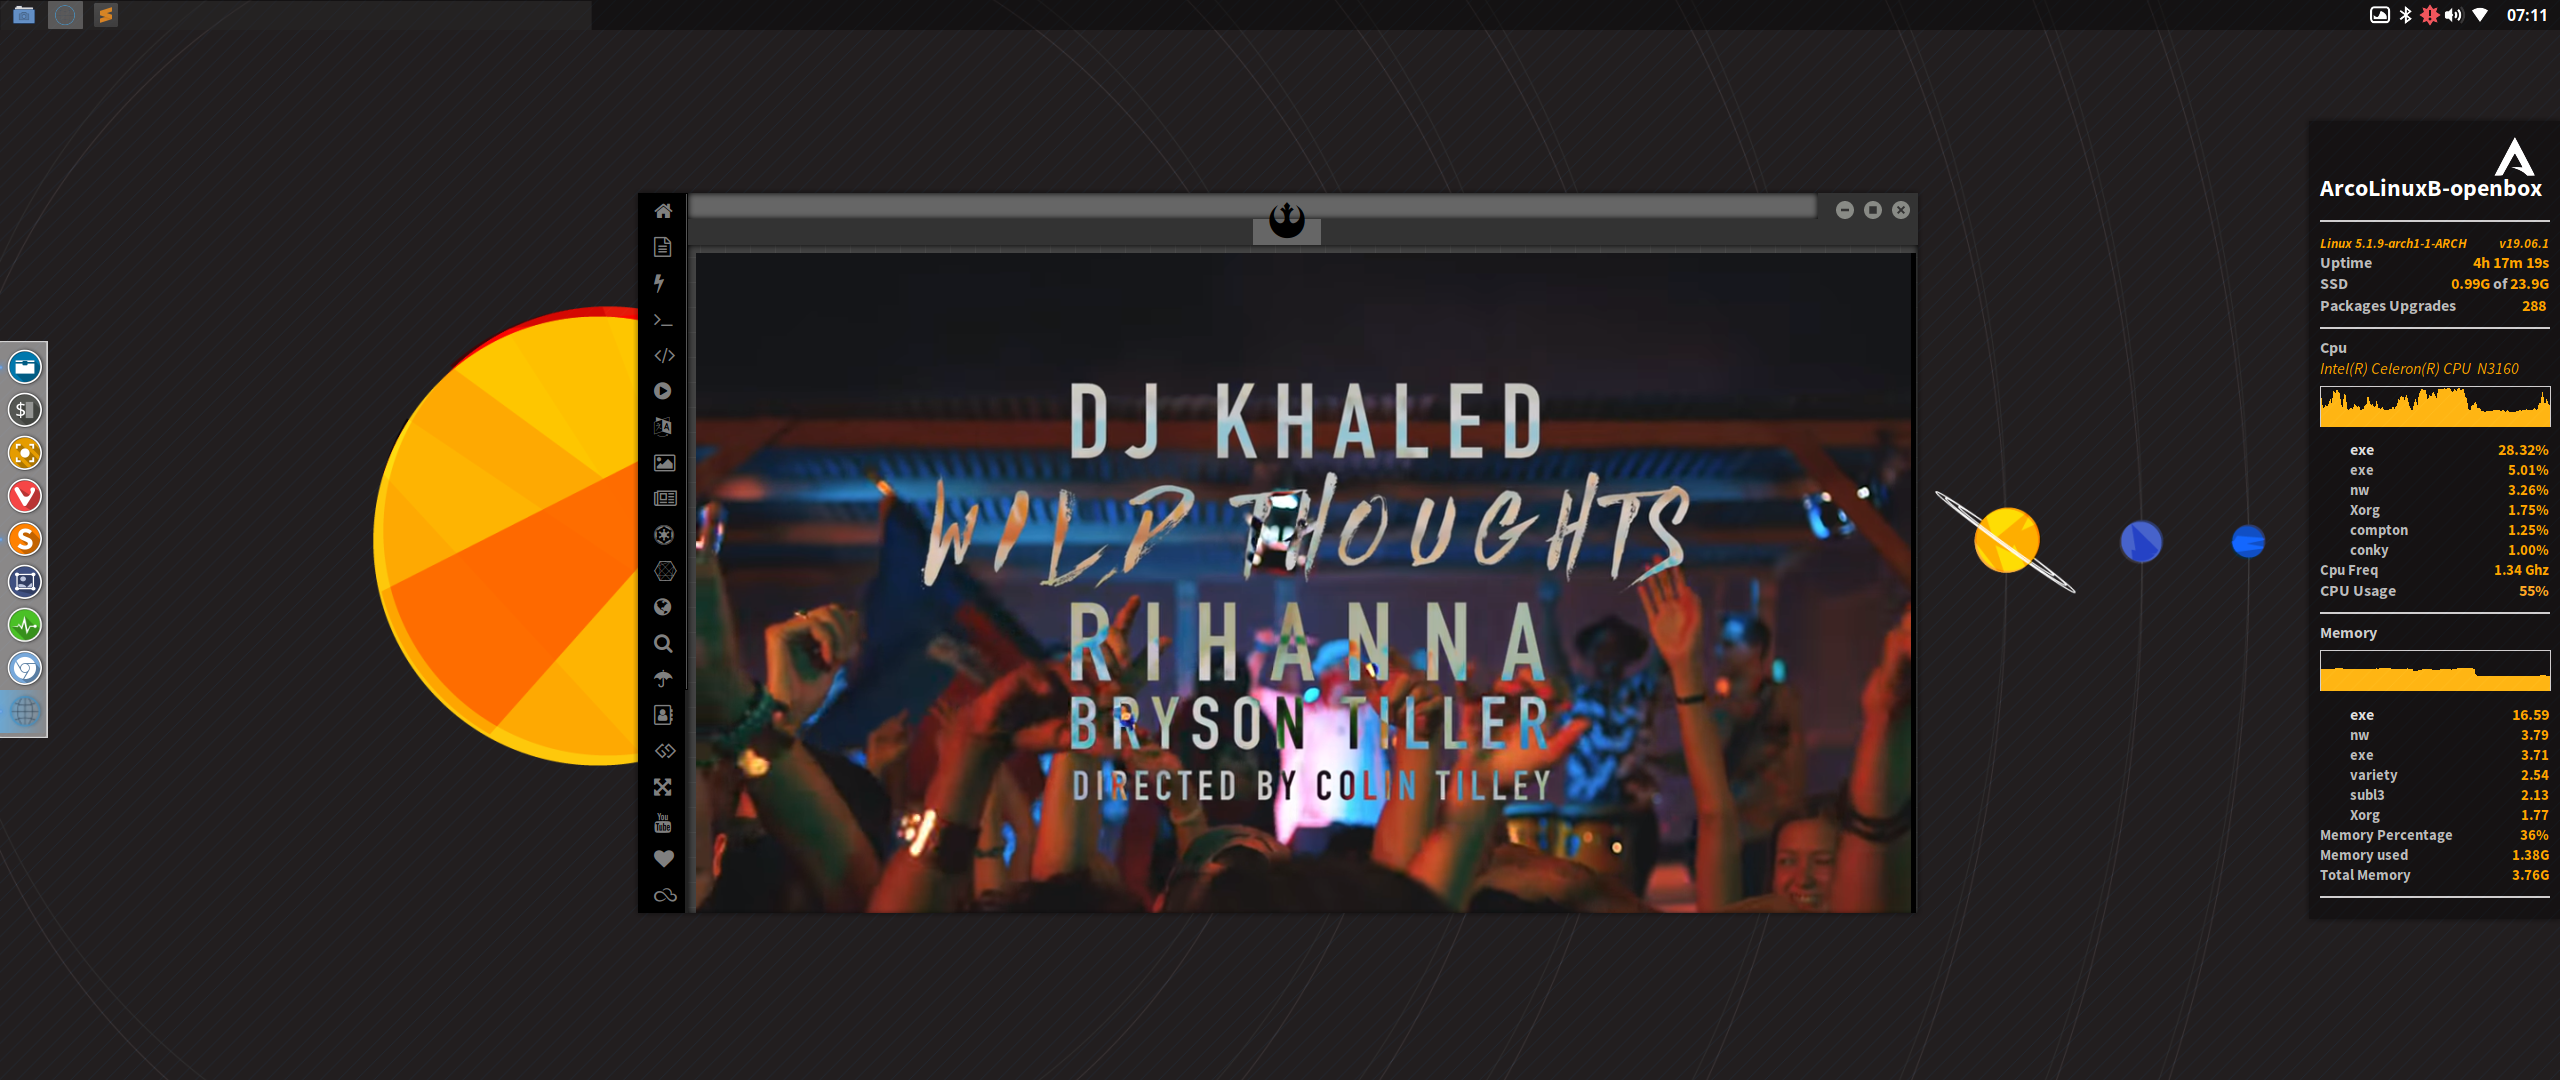 07:11
ArcoLinuxB-openbox
Linux 5.1.9-arch1-1-ARCH v19.06.1
Uptime 4h 17m 19s
SSD 0.99G of 23.9G
Packages Upgrades 288
Cpu
Intel(R) Celeron(R) CPU N3160
exe 28.32%
exe 5.01%
nw 3.26%
Xorg 1.75%
compton 1.25%
conky 1.00%
Cpu Freq 1.34 Ghz
CPU Usage 55%
Memory
exe 16.59
nw 3.79
exe 3.71
variety 2.54
subl3 2.13
Xorg 1.77
Memory Percentage 36%
Memory used 1.38G
Total Memory 3.76G
DJ KHALED
WILD THOUGHTS
RIHANNA
BRYSON TILLER
DIRECTED BY COLIN TILLEY
You
Tube